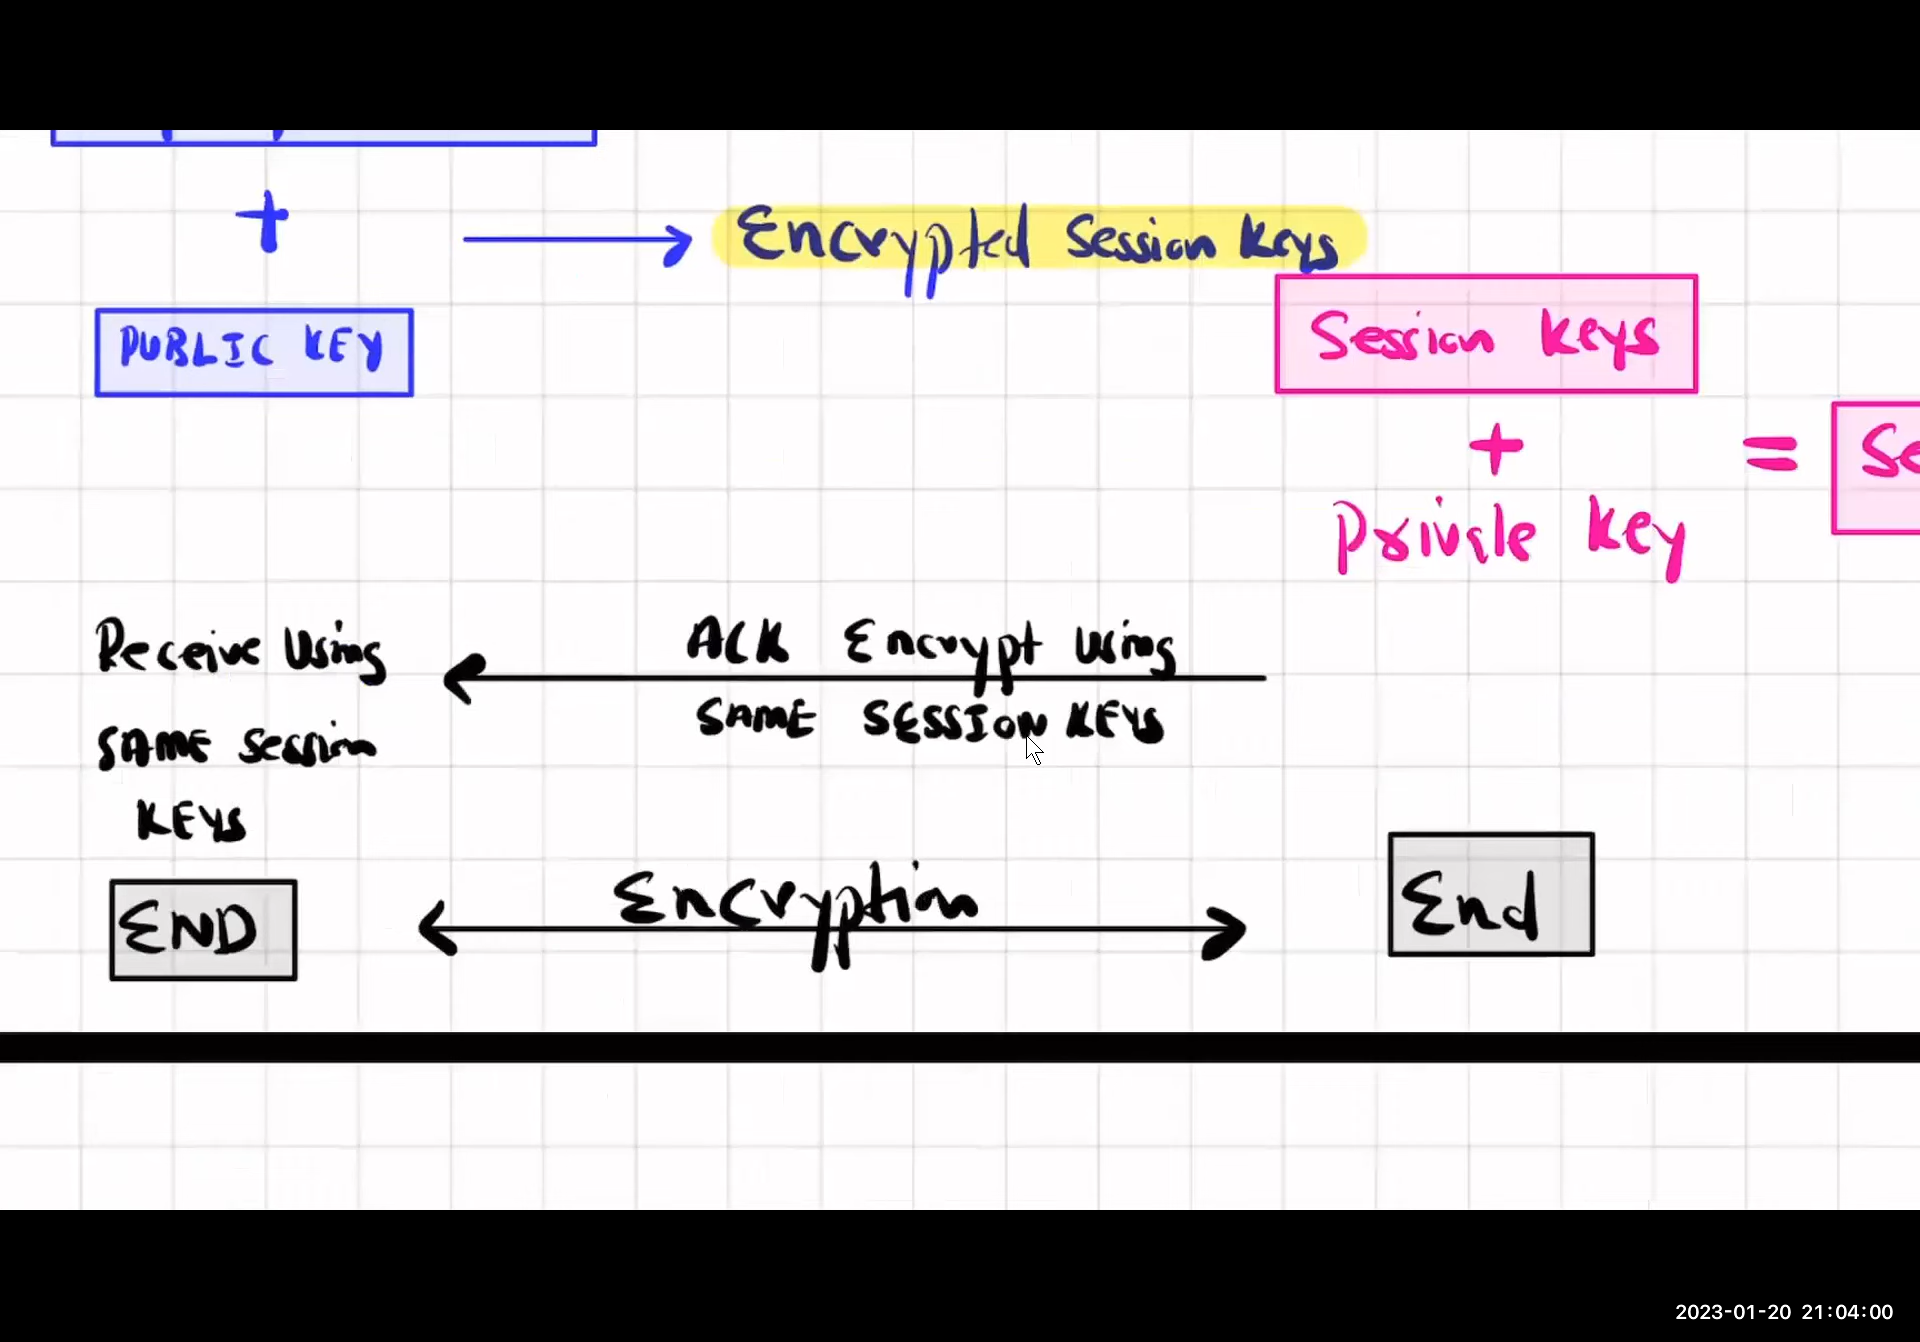 +
→ Encrypted Session Keys
PUBLIC KEY
Session Keys
+
=
Private Key
Receive Using
SAME Session
KEYS
ACK Encrypt Using
SAME SESSION KEYS
END
Encryption
End
2023-01-20 21:04:00